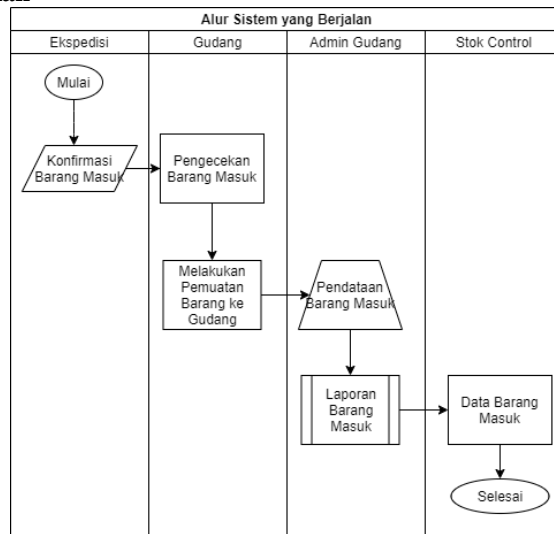 Alur Sistem yang Berjalan
Ekspedisi
Gudang
Admin Gudang
Stok Control
Mulai
Konfirmasi
Barang Masuk
Pengecekan
Barang Masuk
Melakukan
Pemuatan
Barang ke
Gudang
Pendataan
Barang Masuk
Laporan
Barang
Masuk
Data Barang
Masuk
Selesai